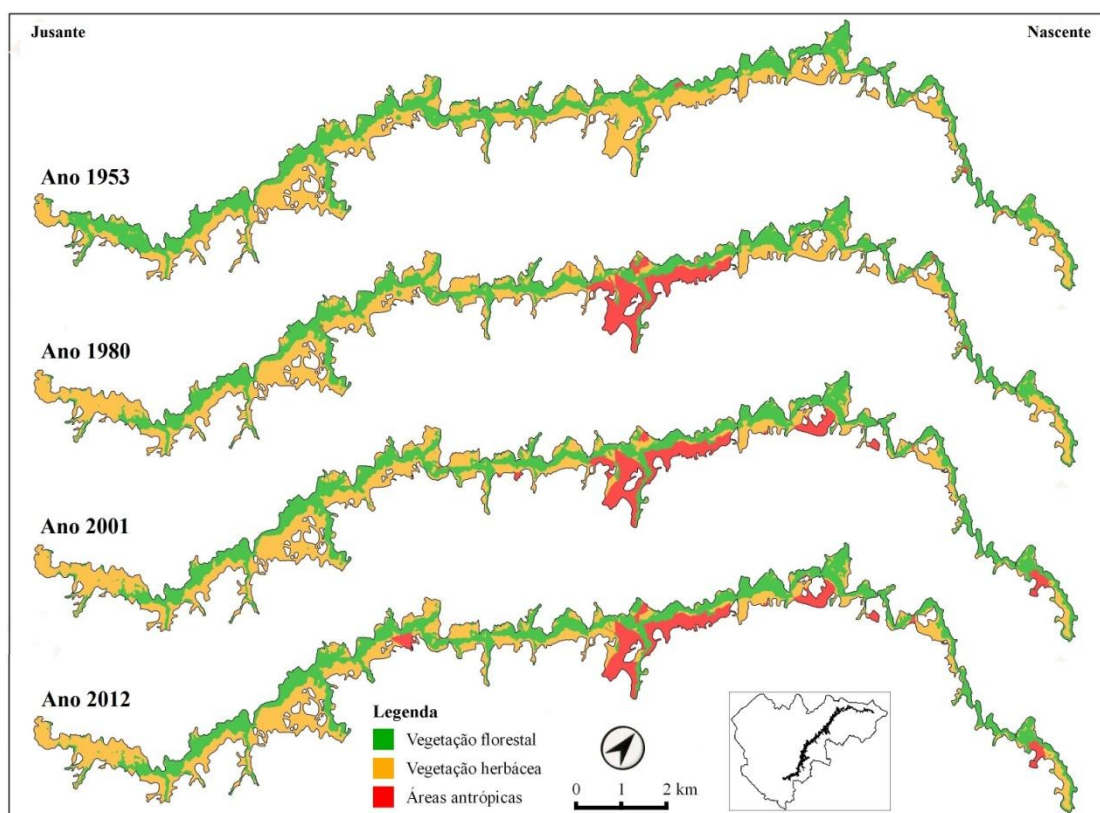 Jusante
Nascente
Ano 1953
Ano 1980
Ano 2001
Ano 2012
Legenda
Vegetação florestal
Vegetação herbácea
Áreas antrópicas
0 1 2 km